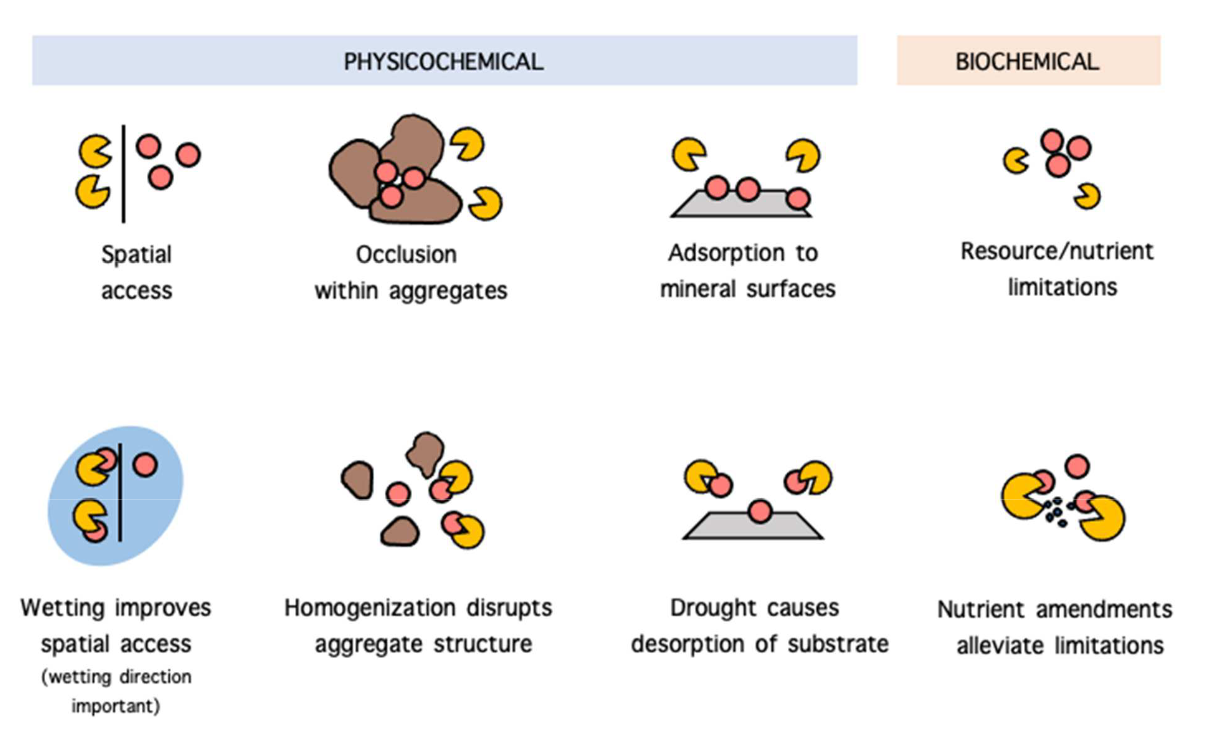 PHYSICOCHEMICAL
BIOCHEMICAL
Spatial
access
Occlusion
within aggregates
Adsorption to
mineral surfaces
Resource/nutrient
limitations
Wetting improves
spatial access
(wetting direction
important)
Homogenization disrupts
aggregate structure
Drought causes
desorption of substrate
Nutrient amendments
alleviate limitations